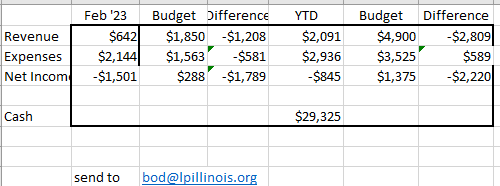 Feb '23 Budget Difference YTD Budget Difference
Revenue $642 $1,850 -$1,208 $2,091 $4,900 -$2,809
Expenses $2,144 $1,563 -$581 $2,936 $3,525 $589
Net Incom -$1,501 $288 -$1,789 -$845 $1,375 -$2,220
Cash $29,325
send to bod@lpillinois.org